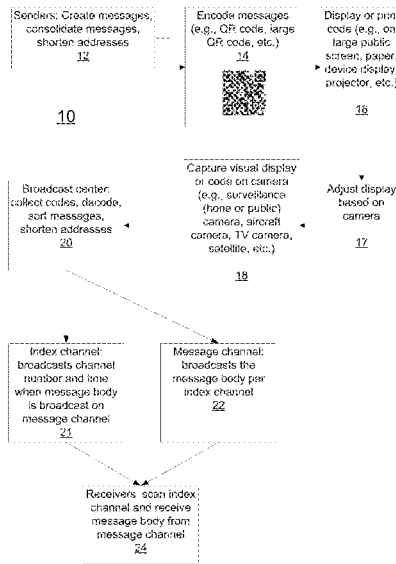 Senders: Create messages,
consolidate messages,
shorten addresses
12
Encode messages
(e.g., QR code, large
QR code, etc.)
14
Display or prin
code (e.g., on
large public
screen, paper,
device display,
projector, etc.)
16
10
Broadcast center:
collect codes, decode,
sort messages,
shorten addresses
20
Capture visual display
or code on camera
(e.g., surveillance
(home or public)
camera, aircraft
camera, TV camera,
satellite, etc.)
18
Adjust display
based on
camera
17
Index channel:
broadcasts channel
number and time
when message body
is broadcast on
message channel
21
Message channel:
broadcasts the
message body per
index channel
22
Receivers: scan index
channel and receive
message body from
message channel
24